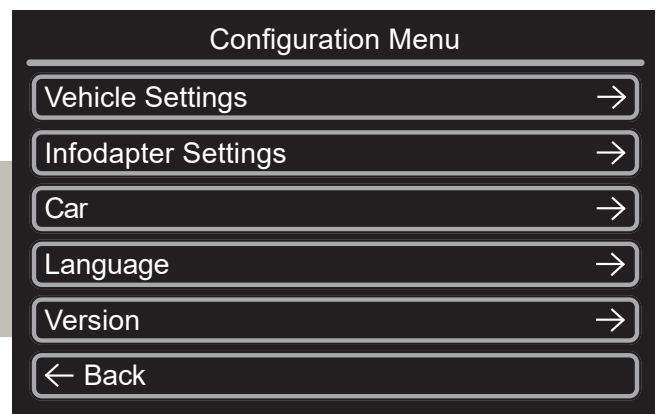 Configuration Menu
Vehicle Settings →
Infodapter Settings →
Car →
Language →
Version →
← Back